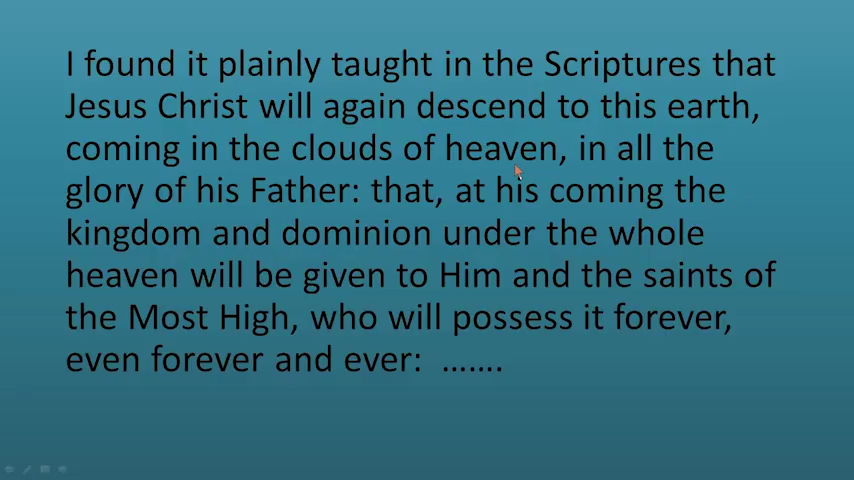 I found it plainly taught in the Scriptures that
Jesus Christ will again descend to this earth,
coming in the clouds of heaven, in all the
glory of his Father: that, at his coming the
kingdom and dominion under the whole
heaven will be given to Him and the saints of
the Most High, who will possess it forever,
even forever and ever:  …….